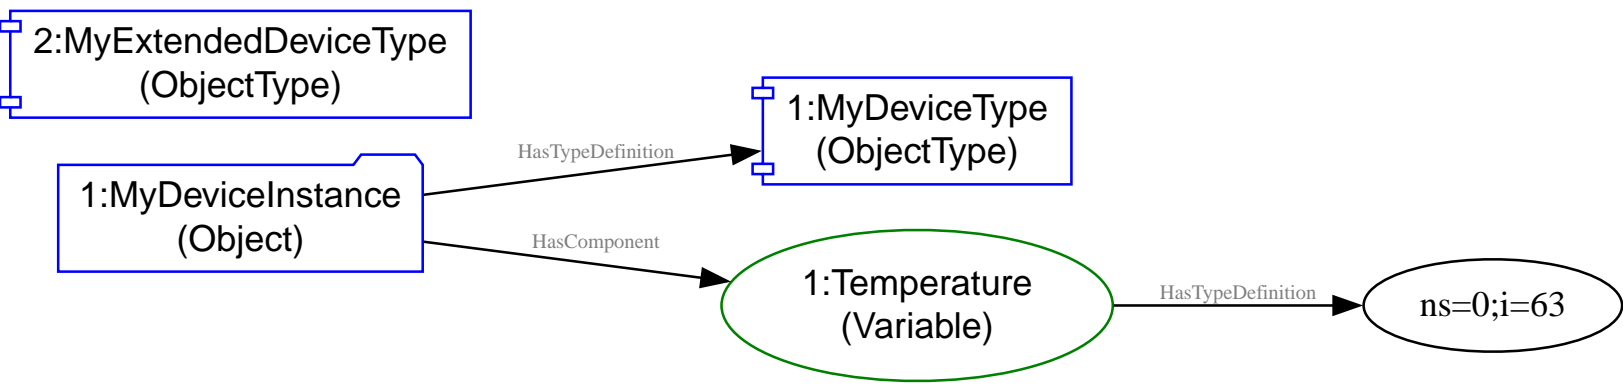 2:MyExtendedDeviceType
(ObjectType)
1:MyDeviceInstance
(Object)
HasTypeDefinition
1:MyDeviceType
(ObjectType)
HasComponent
1:Temperature
(Variable)
HasTypeDefinition
ns=0;i=63